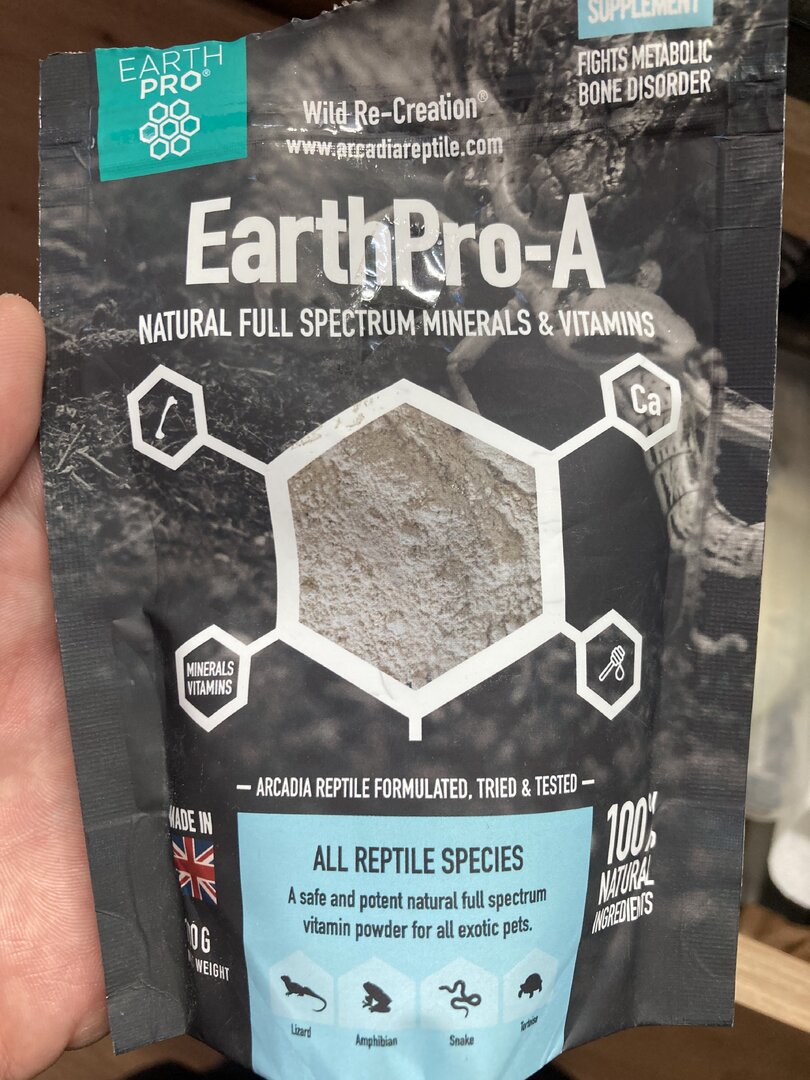 EARTH
PRO®
SUPPLEMENT
FIGHTS METABOLIC
BONE DISORDER
Wild Re-Creation®
www.arcadiareptile.com
EarthPro-A
NATURAL FULL SPECTRUM MINERALS & VITAMINS
Ca
MINERALS
VITAMINS
ARCADIA REPTILE FORMULATED, TRIED & TESTED
MADE IN
100%
NATURAL
INGREDIENTS
ALL REPTILE SPECIES
A safe and potent natural full spectrum
vitamin powder for all exotic pets.
G
WEIGHT
Lizard
Amphibian
Snake
Tortoise